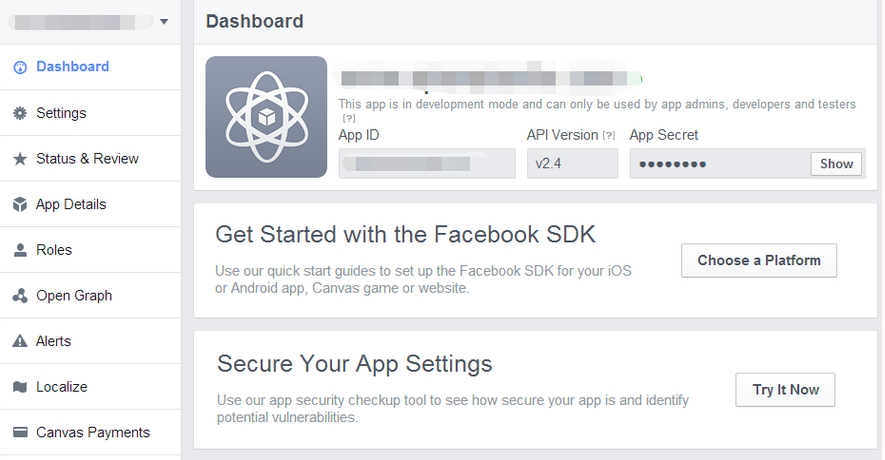 Dashboard
Dashboard
Settings
Status & Review
App Details
Roles
Open Graph
Alerts
Localize
Canvas Payments
This app is in development mode and can only be used by app admins, developers and testers
[?]
App ID
API Version [?]
App Secret
v2.4
●●●●●●●●
Show
Get Started with the Facebook SDK
Use our quick start guides to set up the Facebook SDK for your iOS
or Android app, Canvas game or website.
Choose a Platform
Secure Your App Settings
Use our app security checkup tool to see how secure your app is and identify
potential vulnerabilities.
Try It Now